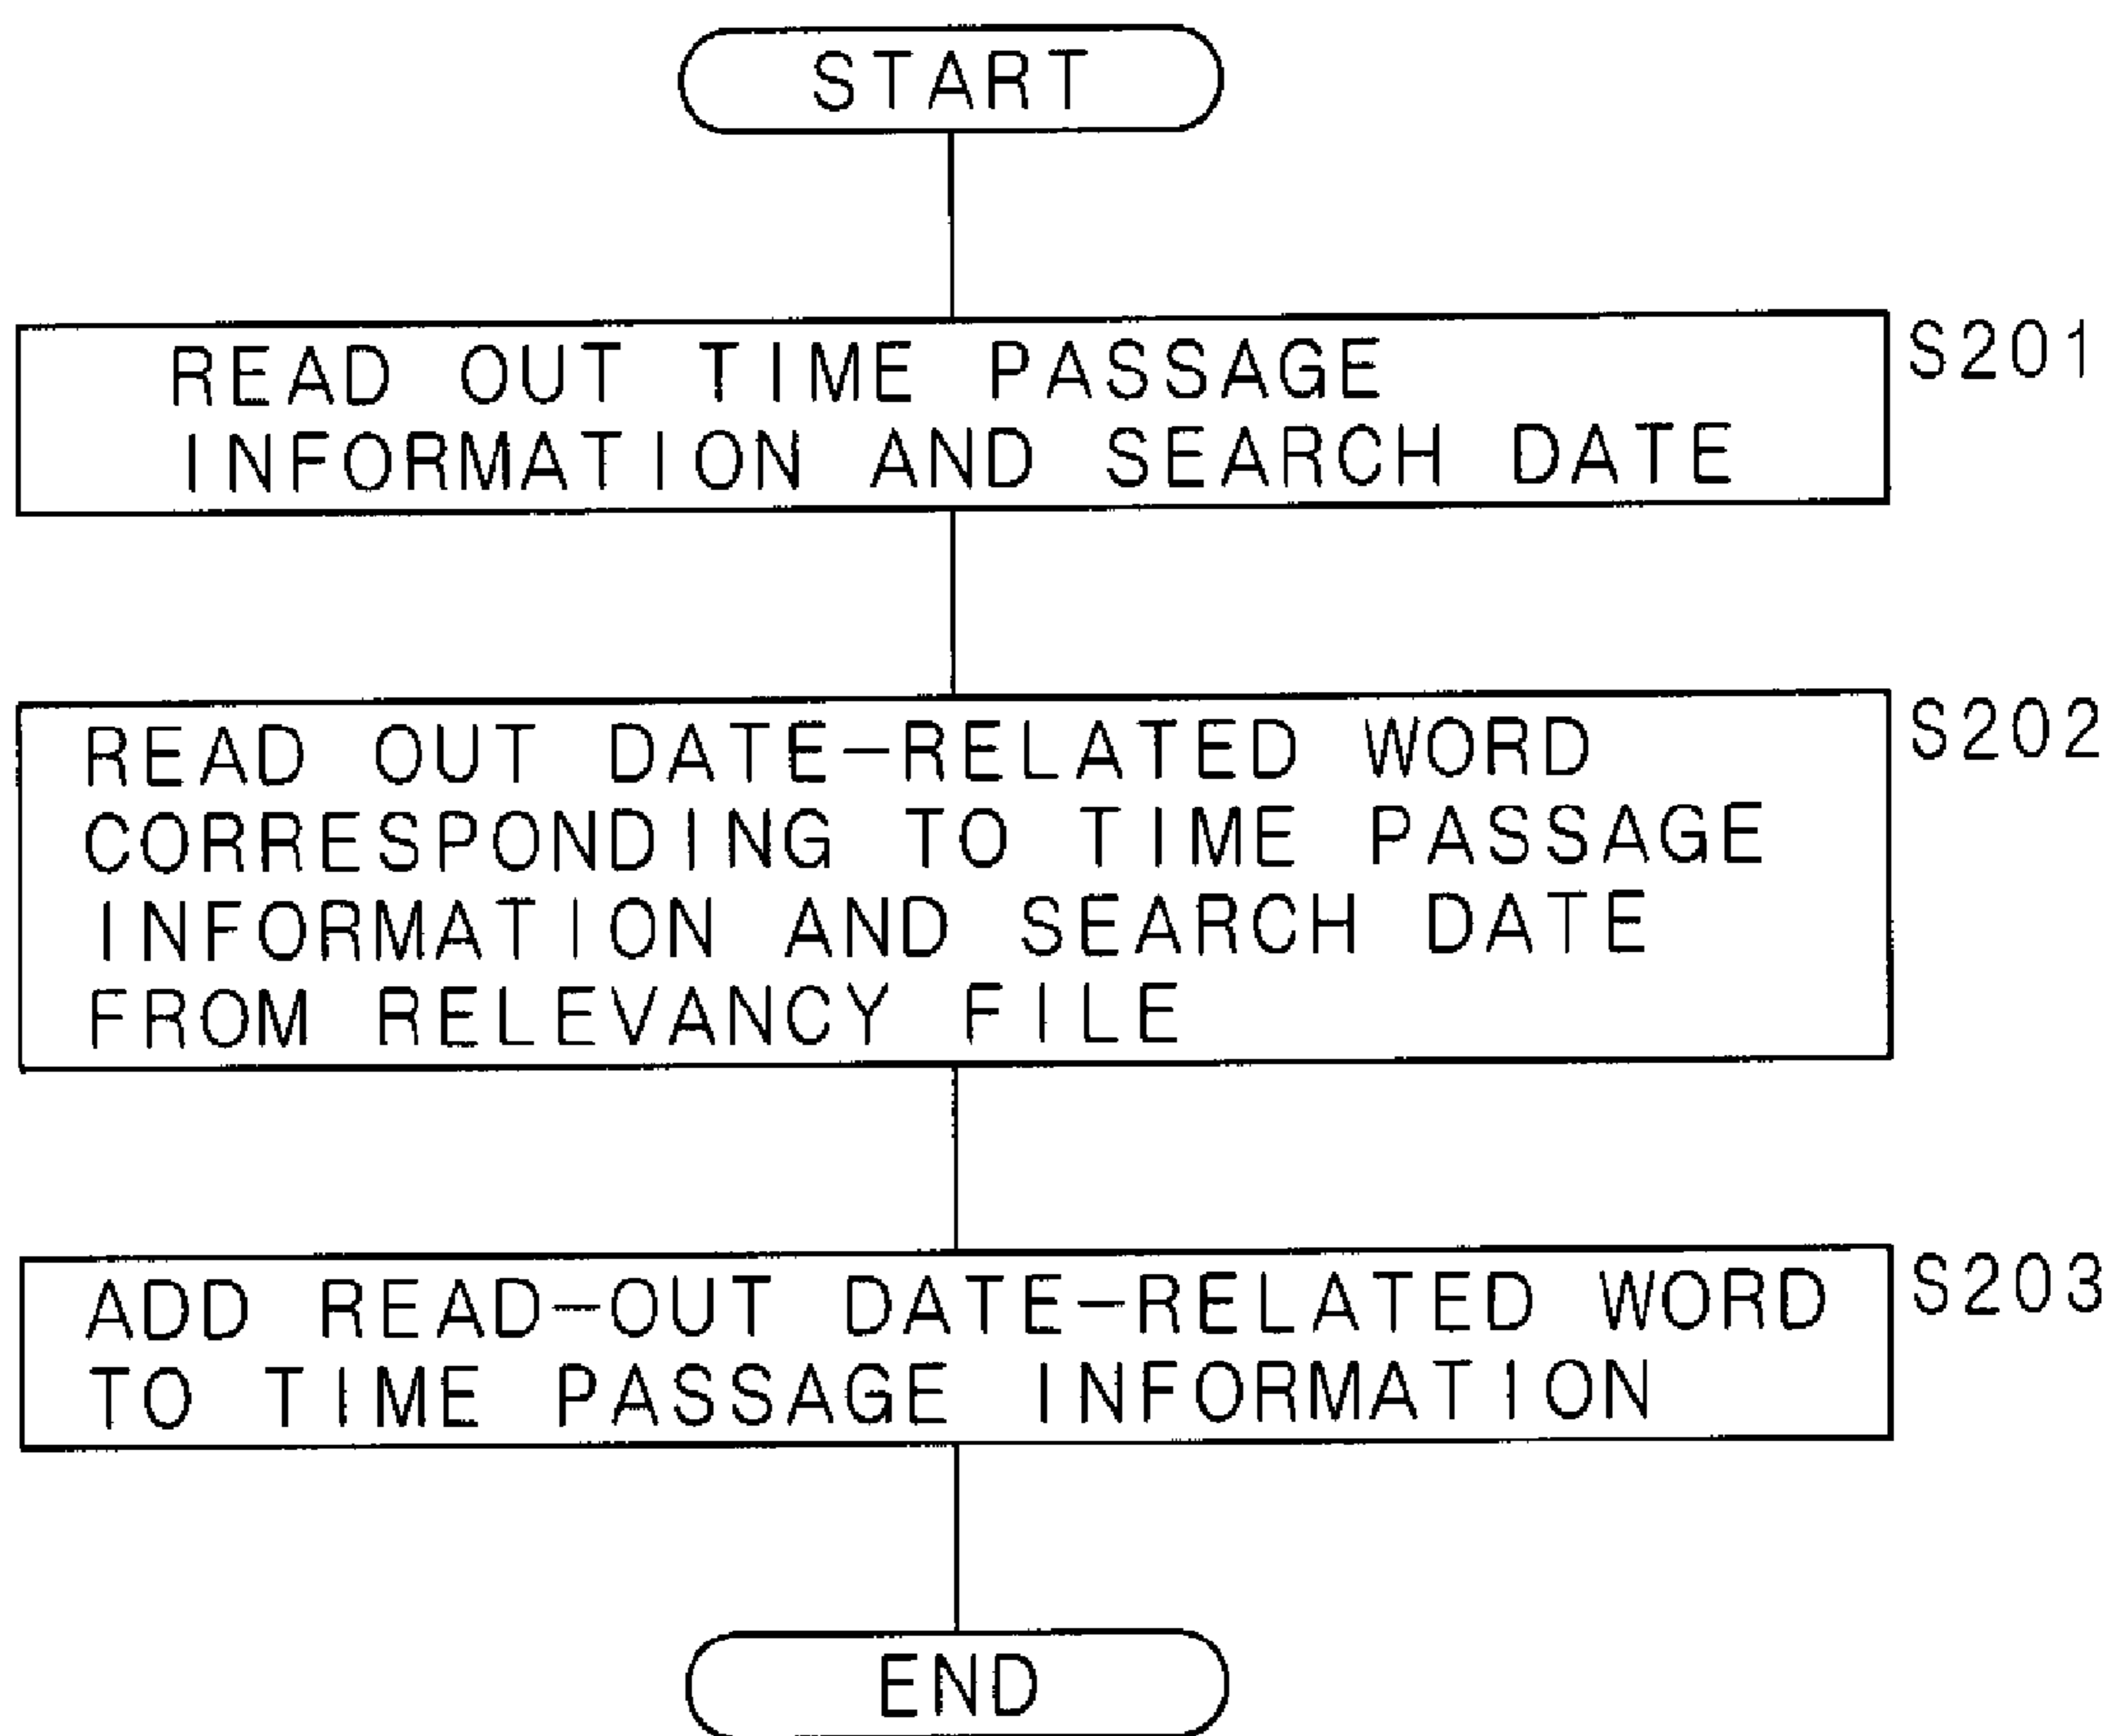 START
READ OUT TIME PASSAGE
INFORMATION AND SEARCH DATE
S201
READ OUT DATE-RELATED WORD
CORRESPONDING TO TIME PASSAGE
INFORMATION AND SEARCH DATE
FROM RELEVANCY FILE
S202
ADD READ-OUT DATE-RELATED WORD
TO TIME PASSAGE INFORMATION
S203
END